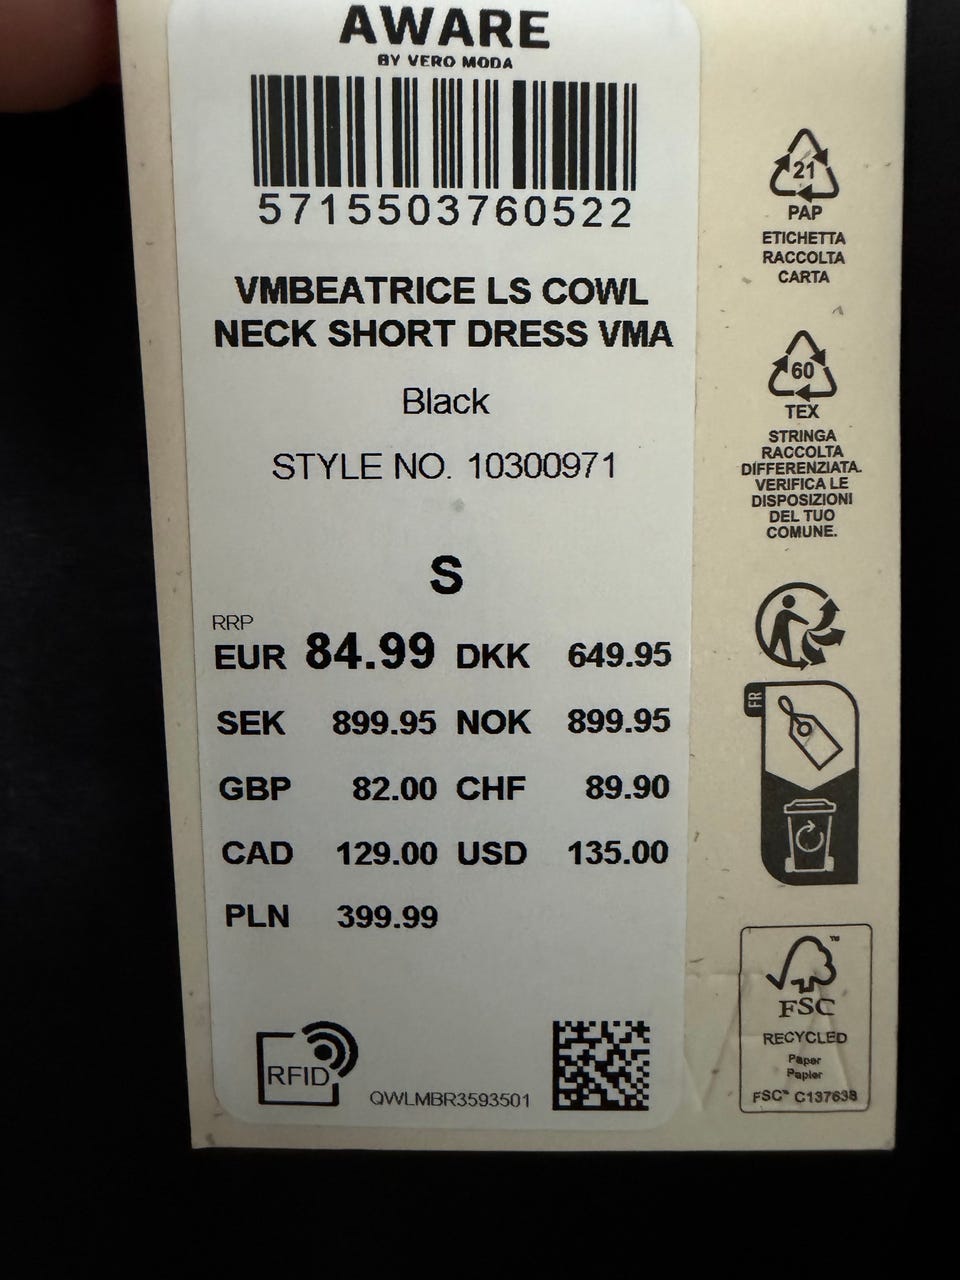 AWARE
BY VERO MODA
5715503760522
VMBEATRICE LS COWL
NECK SHORT DRESS VMA
Black
STYLE NO. 10300971
S
RRP
EUR 84.99 DKK 649.95
SEK 899.95 NOK 899.95
GBP 82.00 CHF 89.90
CAD 129.00 USD 135.00
PLN 399.99
RFID
QWLMBR3593501
21
PAP
ETICHETTA
RACCOLTA
CARTA
60
TEX
STRINGA
RACCOLTA
DIFFERENZIATA.
VERIFICA LE
DISPOSIZIONI
DEL TUO
COMUNE.
FR
FSC™
RECYCLED
Paper
Papier
FSC™ C137638